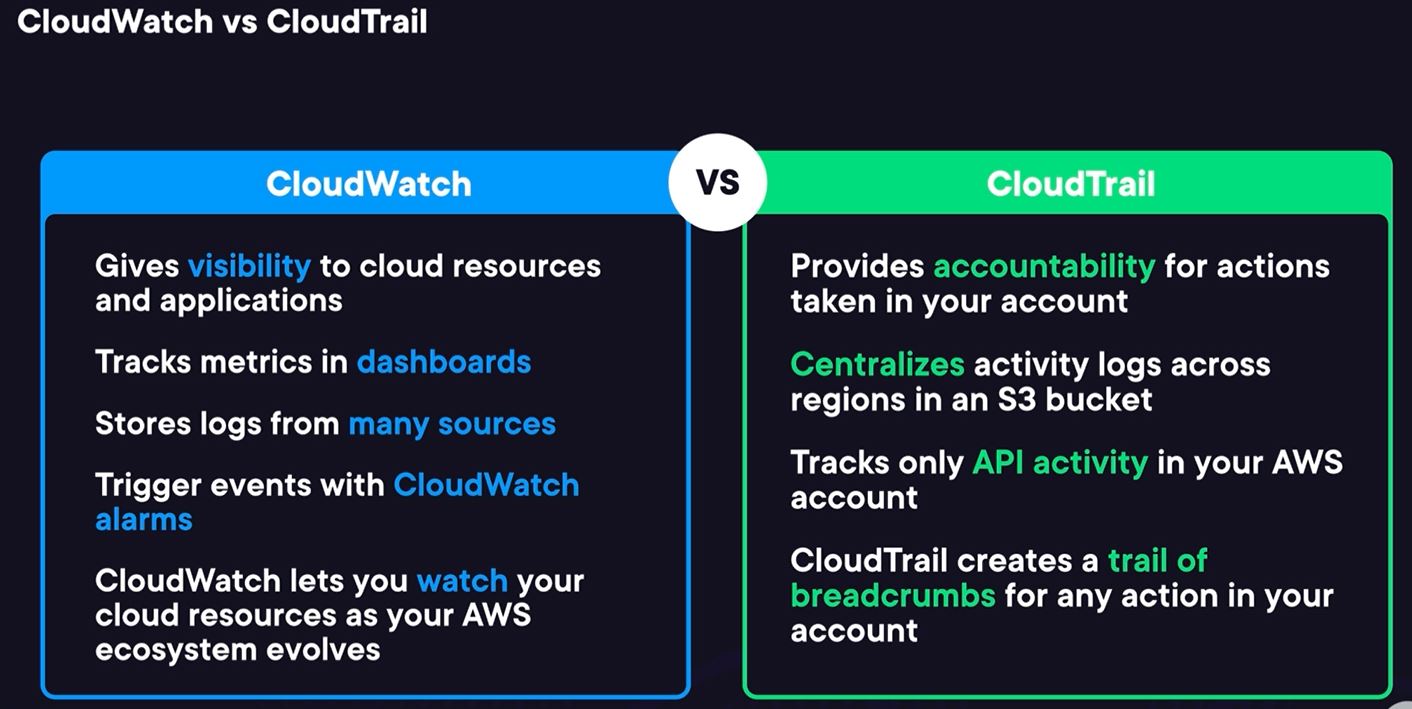 CloudWatch vs CloudTrail
CloudWatch
VS
CloudTrail
Gives visibility to cloud resources
and applications
Tracks metrics in dashboards
Stores logs from many sources
Trigger events with CloudWatch
alarms
CloudWatch lets you watch your
cloud resources as your AWS
ecosystem evolves
Provides accountability for actions
taken in your account
Centralizes activity logs across
regions in an S3 bucket
Tracks only API activity in your AWS
account
CloudTrail creates a trail of
breadcrumbs for any action in your
account